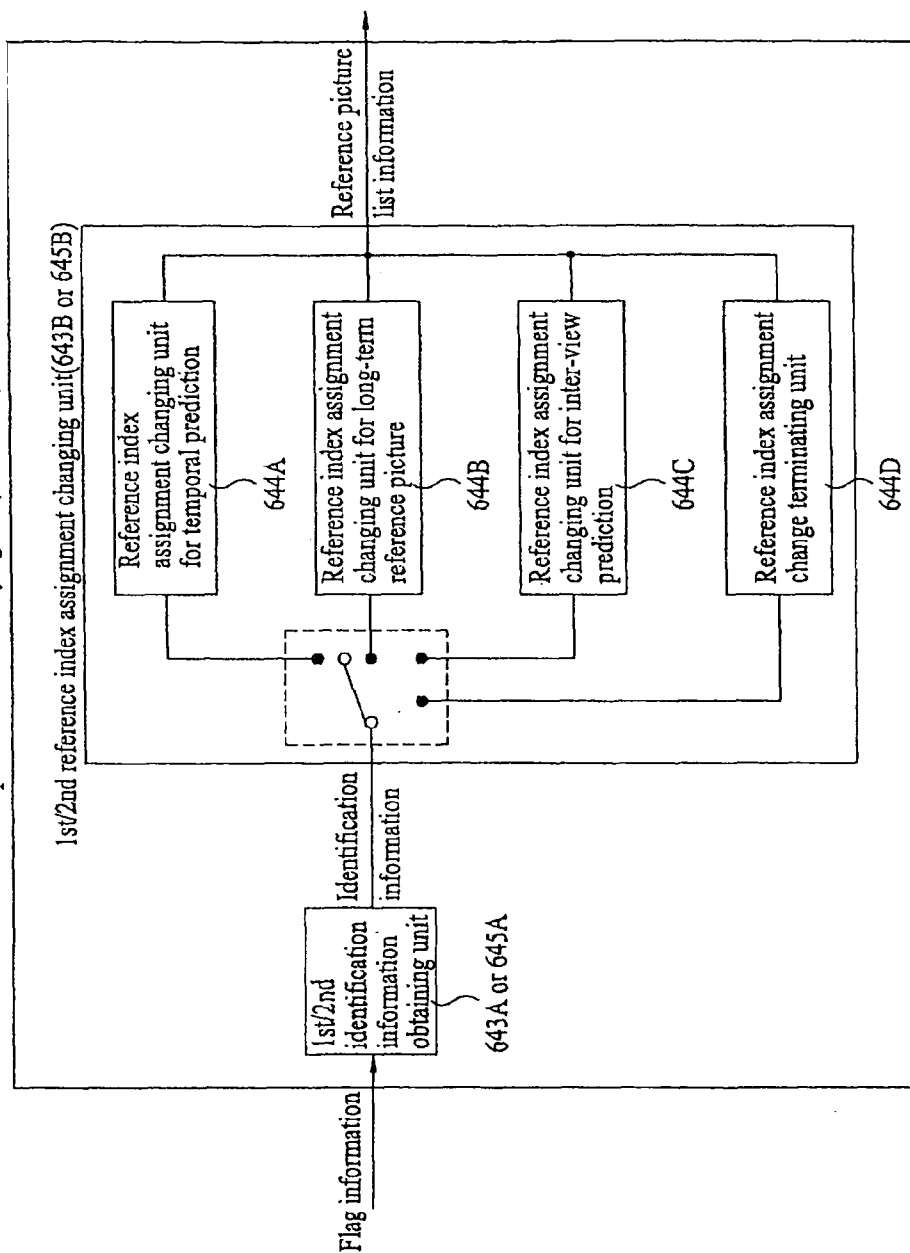 1st/2nd reference index assignment changing unit(643B or 645B)
Flag information
1st/2nd
identification
information
obtaining unit
643A or 645A
Identification
information
Reference index
assignment changing unit
for temporal prediction
644A
Reference index assignment
changing unit for long-term
reference picture
644B
Reference index assignment
changing unit for inter-view
prediction
644C
Reference index assignment
change terminating unit
644D
Reference picture
list information